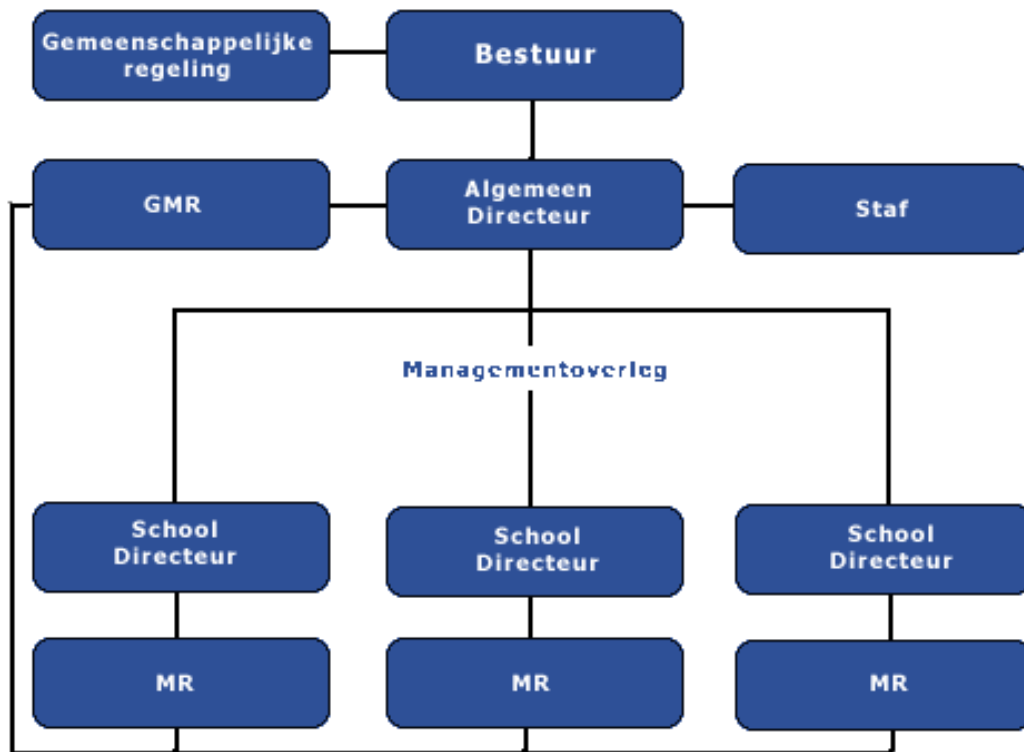 Gemeenschappelijke
regeling
Bestuur
GMR
Algemeen
Directeur
Staf
Managementoverleg
School
Directeur
School
Directeur
School
Directeur
MR
MR
MR